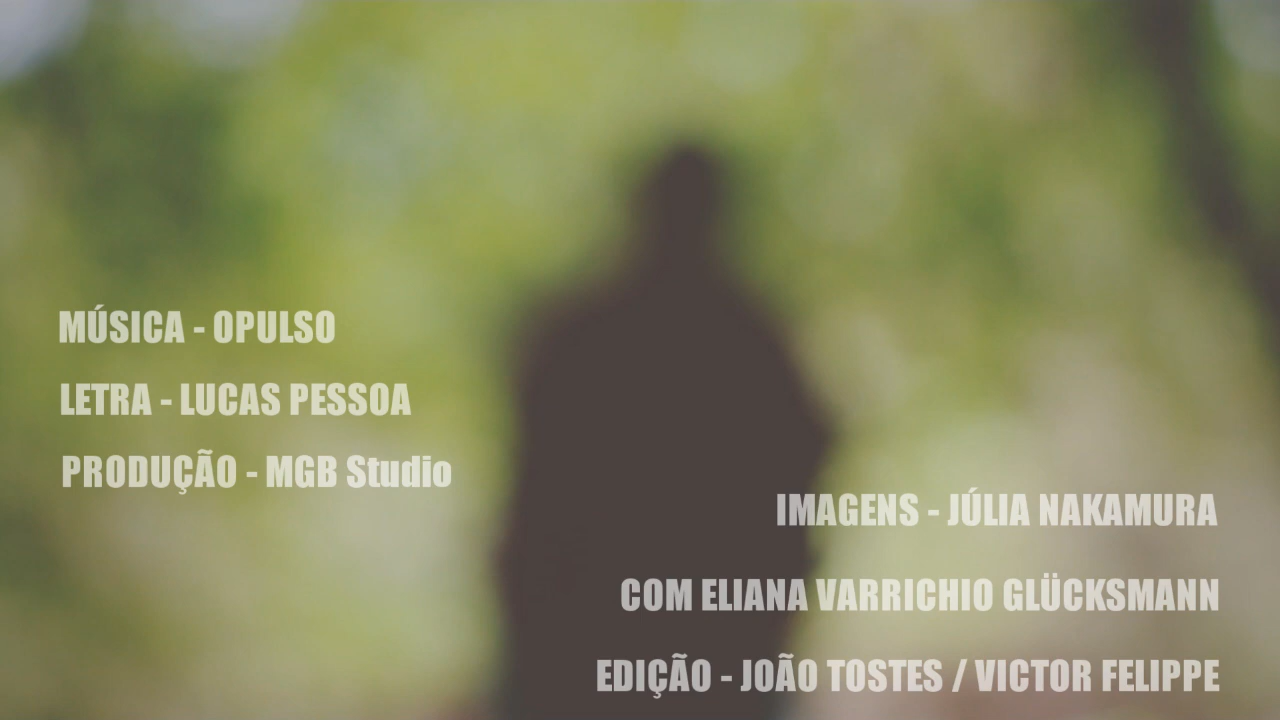 MÚSICA - OPULSO
LETRA - LUCAS PESSOA
PRODUÇÃO - MGB Studio
IMAGENS - JÚLIA NAKAMURA
COM ELIANA VARRICHIO GLÜCKSMANN
EDIÇÃO - JOÃO TOSTES / VICTOR FELIPPE